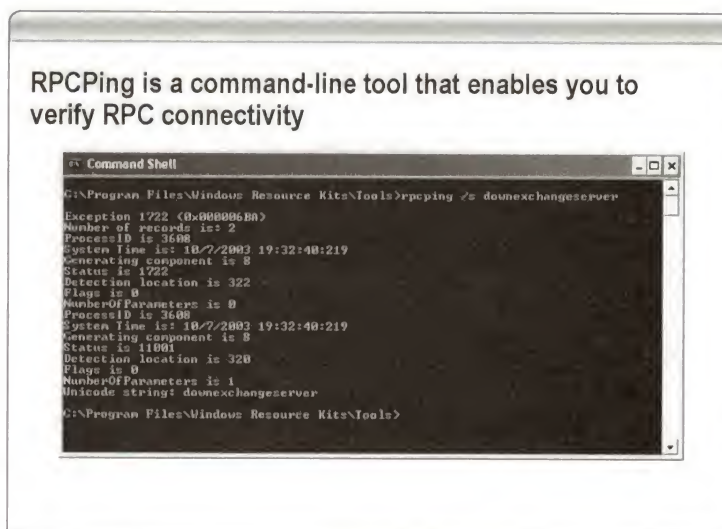 RPCPing is a command-line tool that enables you to
verify RPC connectivity
Command Shell
C:\Program Files\Windows Resource Kits\Tools>rpcping /s downexchangeserver
Exception 1722 (0x000006BA)
Number of records is: 2
ProcessID is 3608
System Time is: 10/7/2003 19:32:40:219
Generating component is 8
Status is 1722
Detection location is 322
Flags is 0
NumberOfParameters is 0
ProcessID is 3608
System Time is: 10/7/2003 19:32:40:219
Generating component is 8
Status is 11001
Detection location is 320
Flags is 0
NumberOfParameters is 1
Unicode string: downexchangeserver
C:\Program Files\Windows Resource Kits\Tools>